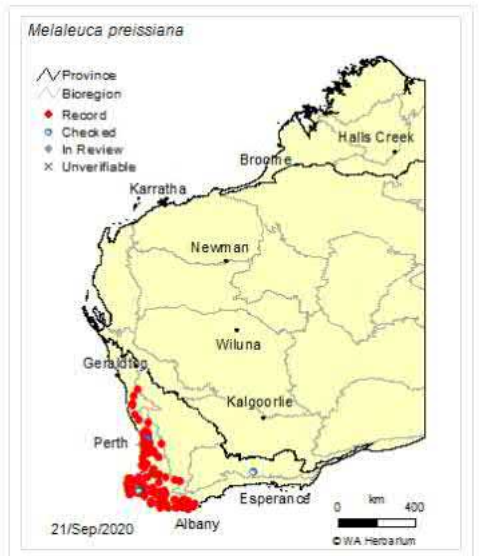 Melaleuca preissiana
Province
Bioregion
Record
Checked
In Review
Unverifiable
Halls Creek
Broome
Karratha
Newman
Wiluna
Geraldton
Kalgoorlie
Perth
Esperance
Albany
21/Sep/2020
0 km 400
© WA Herbarium